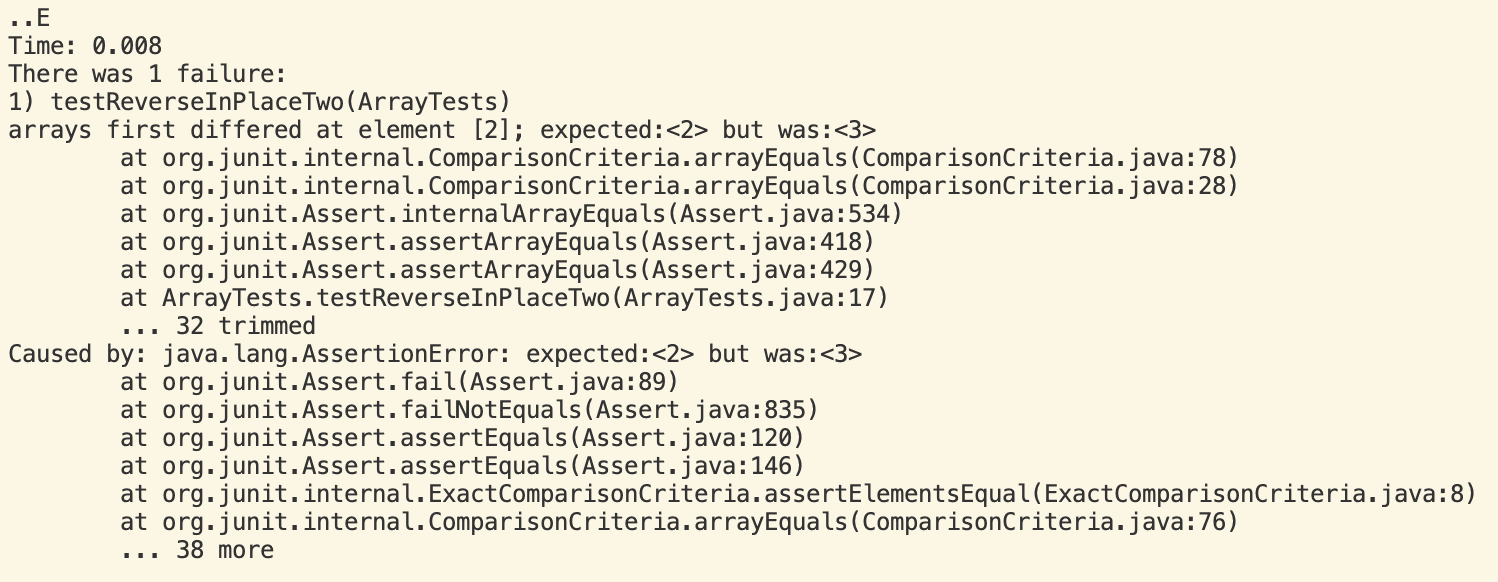 ..E
Time: 0.008
There was 1 failure:
1) testReverseInPlaceTwo(ArrayTests)
arrays first differed at element [2]; expected:<2> but was:<3>
        at org.junit.internal.ComparisonCriteria.arrayEquals(ComparisonCriteria.java:78)
        at org.junit.internal.ComparisonCriteria.arrayEquals(ComparisonCriteria.java:28)
        at org.junit.Assert.internalArrayEquals(Assert.java:534)
        at org.junit.Assert.assertArrayEquals(Assert.java:418)
        at org.junit.Assert.assertArrayEquals(Assert.java:429)
        at ArrayTests.testReverseInPlaceTwo(ArrayTests.java:17)
        ... 32 trimmed
Caused by: java.lang.AssertionError: expected:<2> but was:<3>
        at org.junit.Assert.fail(Assert.java:89)
        at org.junit.Assert.failNotEquals(Assert.java:835)
        at org.junit.Assert.assertEquals(Assert.java:120)
        at org.junit.Assert.assertEquals(Assert.java:146)
        at org.junit.internal.ExactComparisonCriteria.assertElementsEqual(ExactComparisonCriteria.java:8)
        at org.junit.internal.ComparisonCriteria.arrayEquals(ComparisonCriteria.java:76)
        ... 38 more